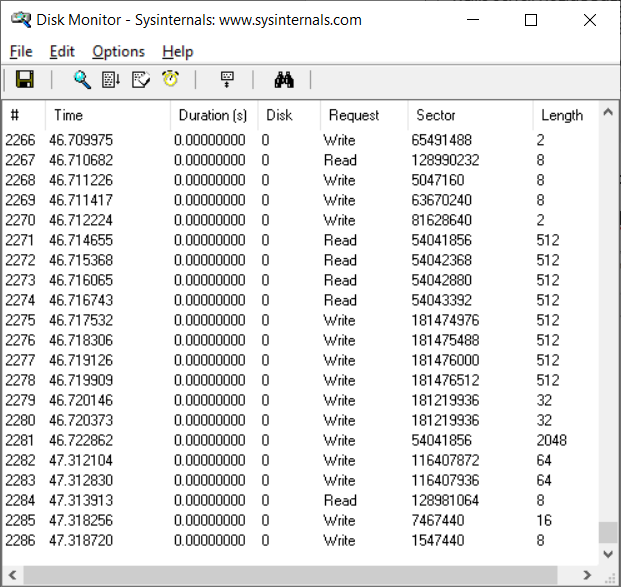 Disk Monitor - Sysinternals: www.sysinternals.com
File Edit Options Help
# Time Duration (s) Disk Request Sector Length
2266 46.709975 0.00000000 0 Write 65491488 2
2267 46.710682 0.00000000 0 Read 128990232 8
2268 46.711226 0.00000000 0 Write 5047160 8
2269 46.711417 0.00000000 0 Write 63670240 8
2270 46.712224 0.00000000 0 Write 81628640 2
2271 46.714655 0.00000000 0 Read 54041856 512
2272 46.715368 0.00000000 0 Read 54042368 512
2273 46.716065 0.00000000 0 Read 54042880 512
2274 46.716743 0.00000000 0 Read 54043392 512
2275 46.717532 0.00000000 0 Write 181474976 512
2276 46.718306 0.00000000 0 Write 181475488 512
2277 46.719126 0.00000000 0 Write 181476000 512
2278 46.719909 0.00000000 0 Write 181476512 512
2279 46.720146 0.00000000 0 Write 181219936 32
2280 46.720373 0.00000000 0 Write 181219936 32
2281 46.722862 0.00000000 0 Write 54041856 2048
2282 47.312104 0.00000000 0 Write 116407872 64
2283 47.312830 0.00000000 0 Write 116407936 64
2284 47.313913 0.00000000 0 Read 128981064 8
2285 47.318256 0.00000000 0 Write 7467440 16
2286 47.318720 0.00000000 0 Write 1547440 8